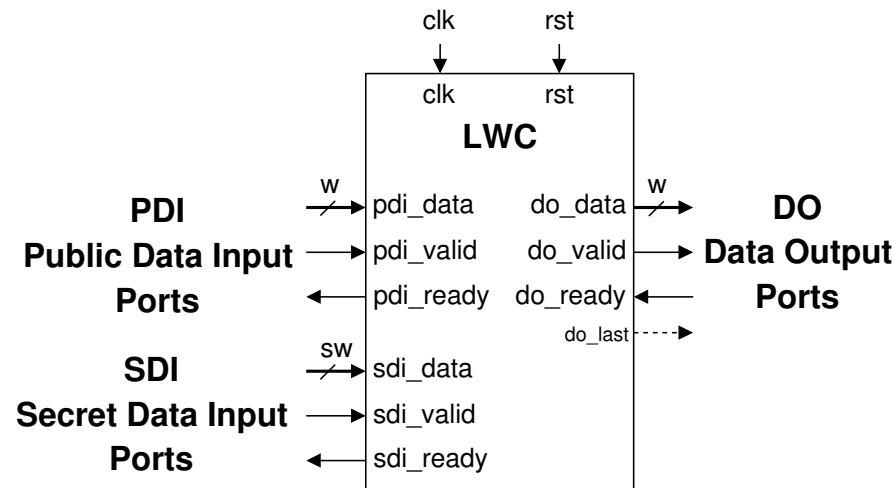 clk rst
clk rst
LWC
w
PDI
Public Data Input
Ports
pdi_data
pdi_valid
pdi_ready
sw
SDI
Secret Data Input
Ports
sdi_data
sdi_valid
sdi_ready
do_data
do_valid
do_ready
do_last
w
DO
Data Output
Ports